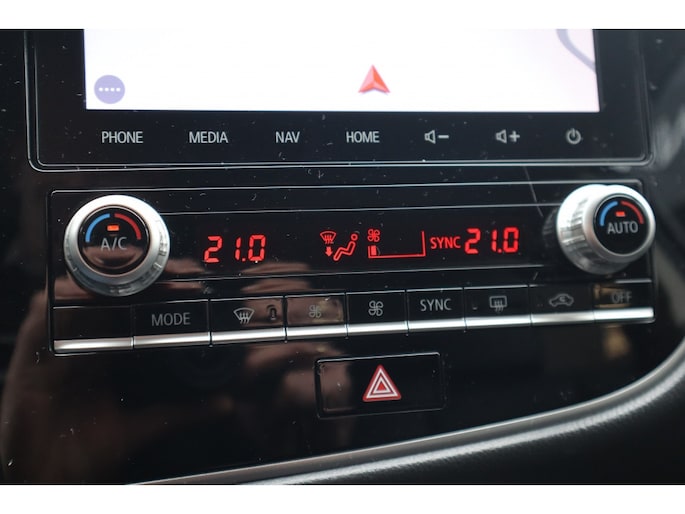 PHONE MEDIA NAV HOME
A/C 21.0 SYNC 21.0 AUTO
MODE SYNC OFF